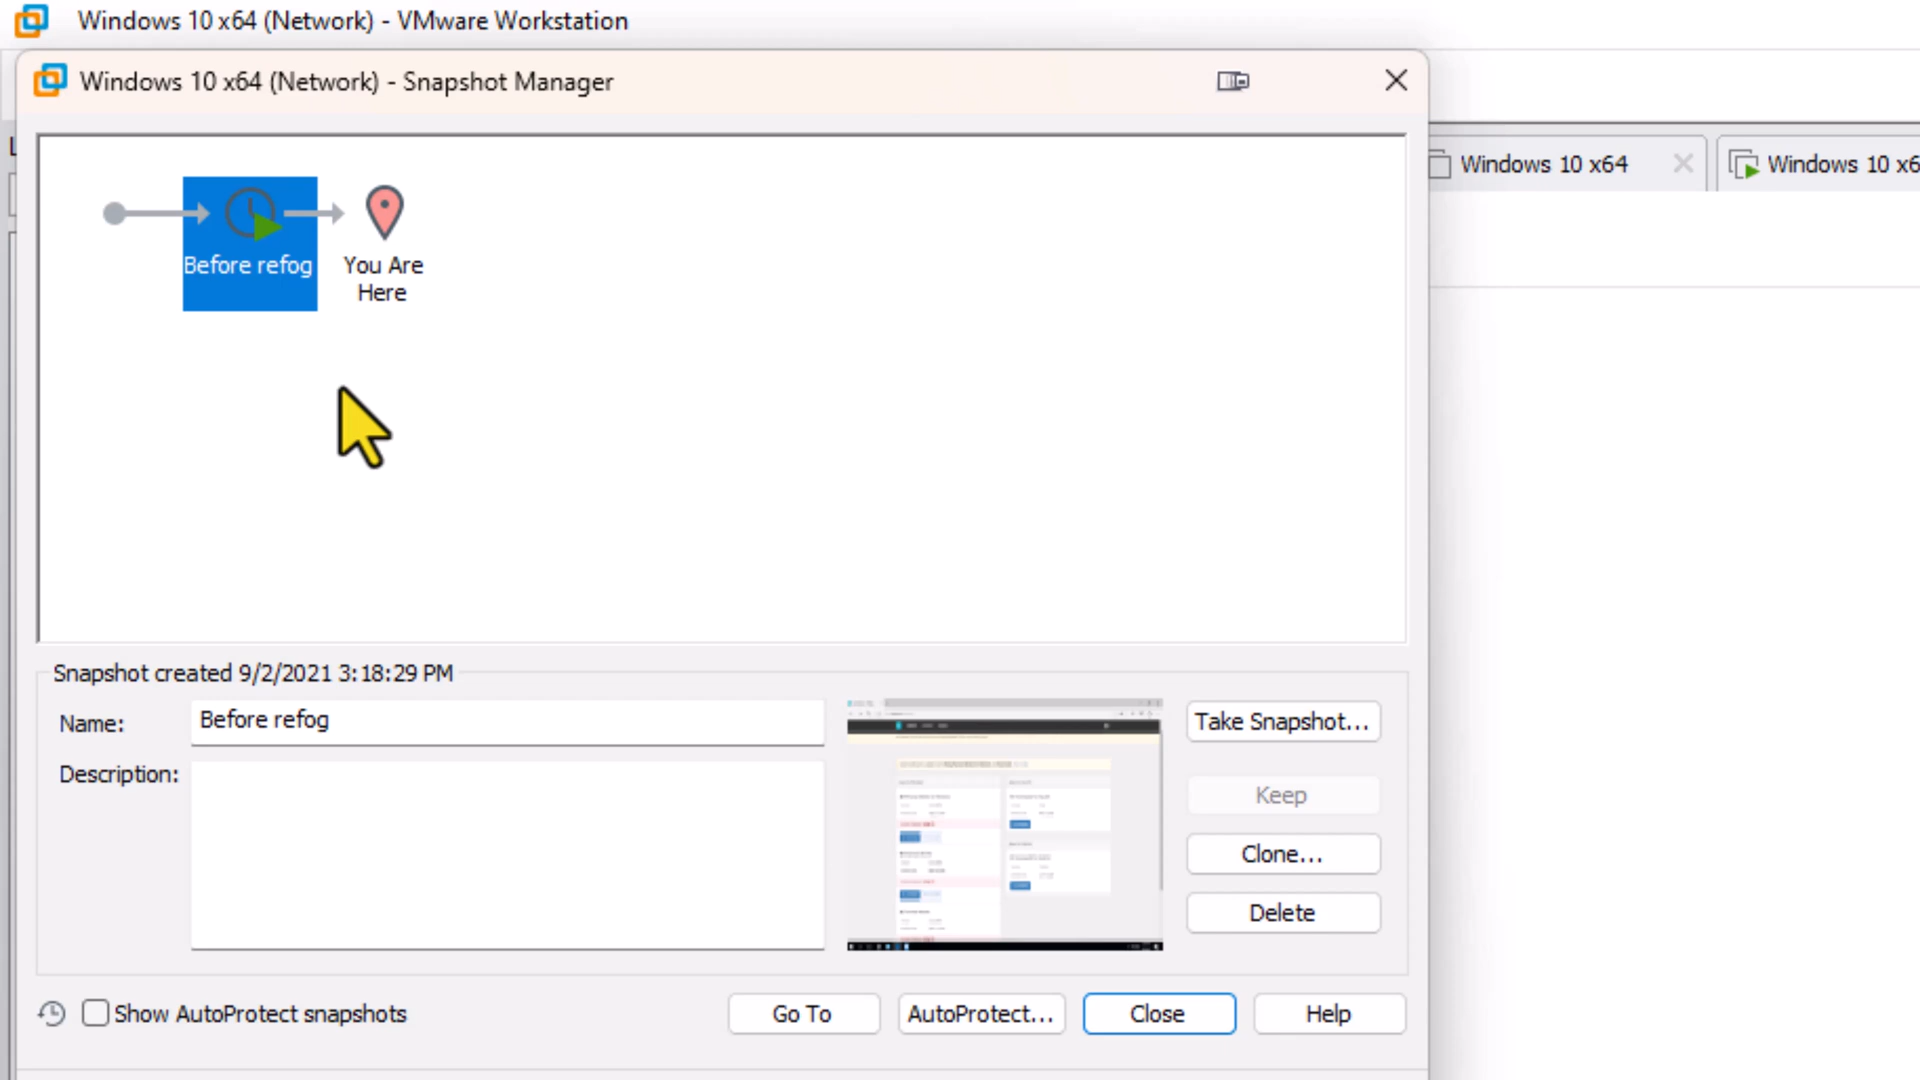 Windows 10 x64 (Network) - VMware Workstation
Windows 10 x64 (Network) - Snapshot Manager
Windows 10 x64
Windows 10 x6
Before refog
You Are
Here
Snapshot created 9/2/2021 3:18:29 PM
Name:
Before refog
Description:
Take Snapshot...
Keep
Clone...
Delete
Show AutoProtect snapshots
Go To
AutoProtect...
Close
Help